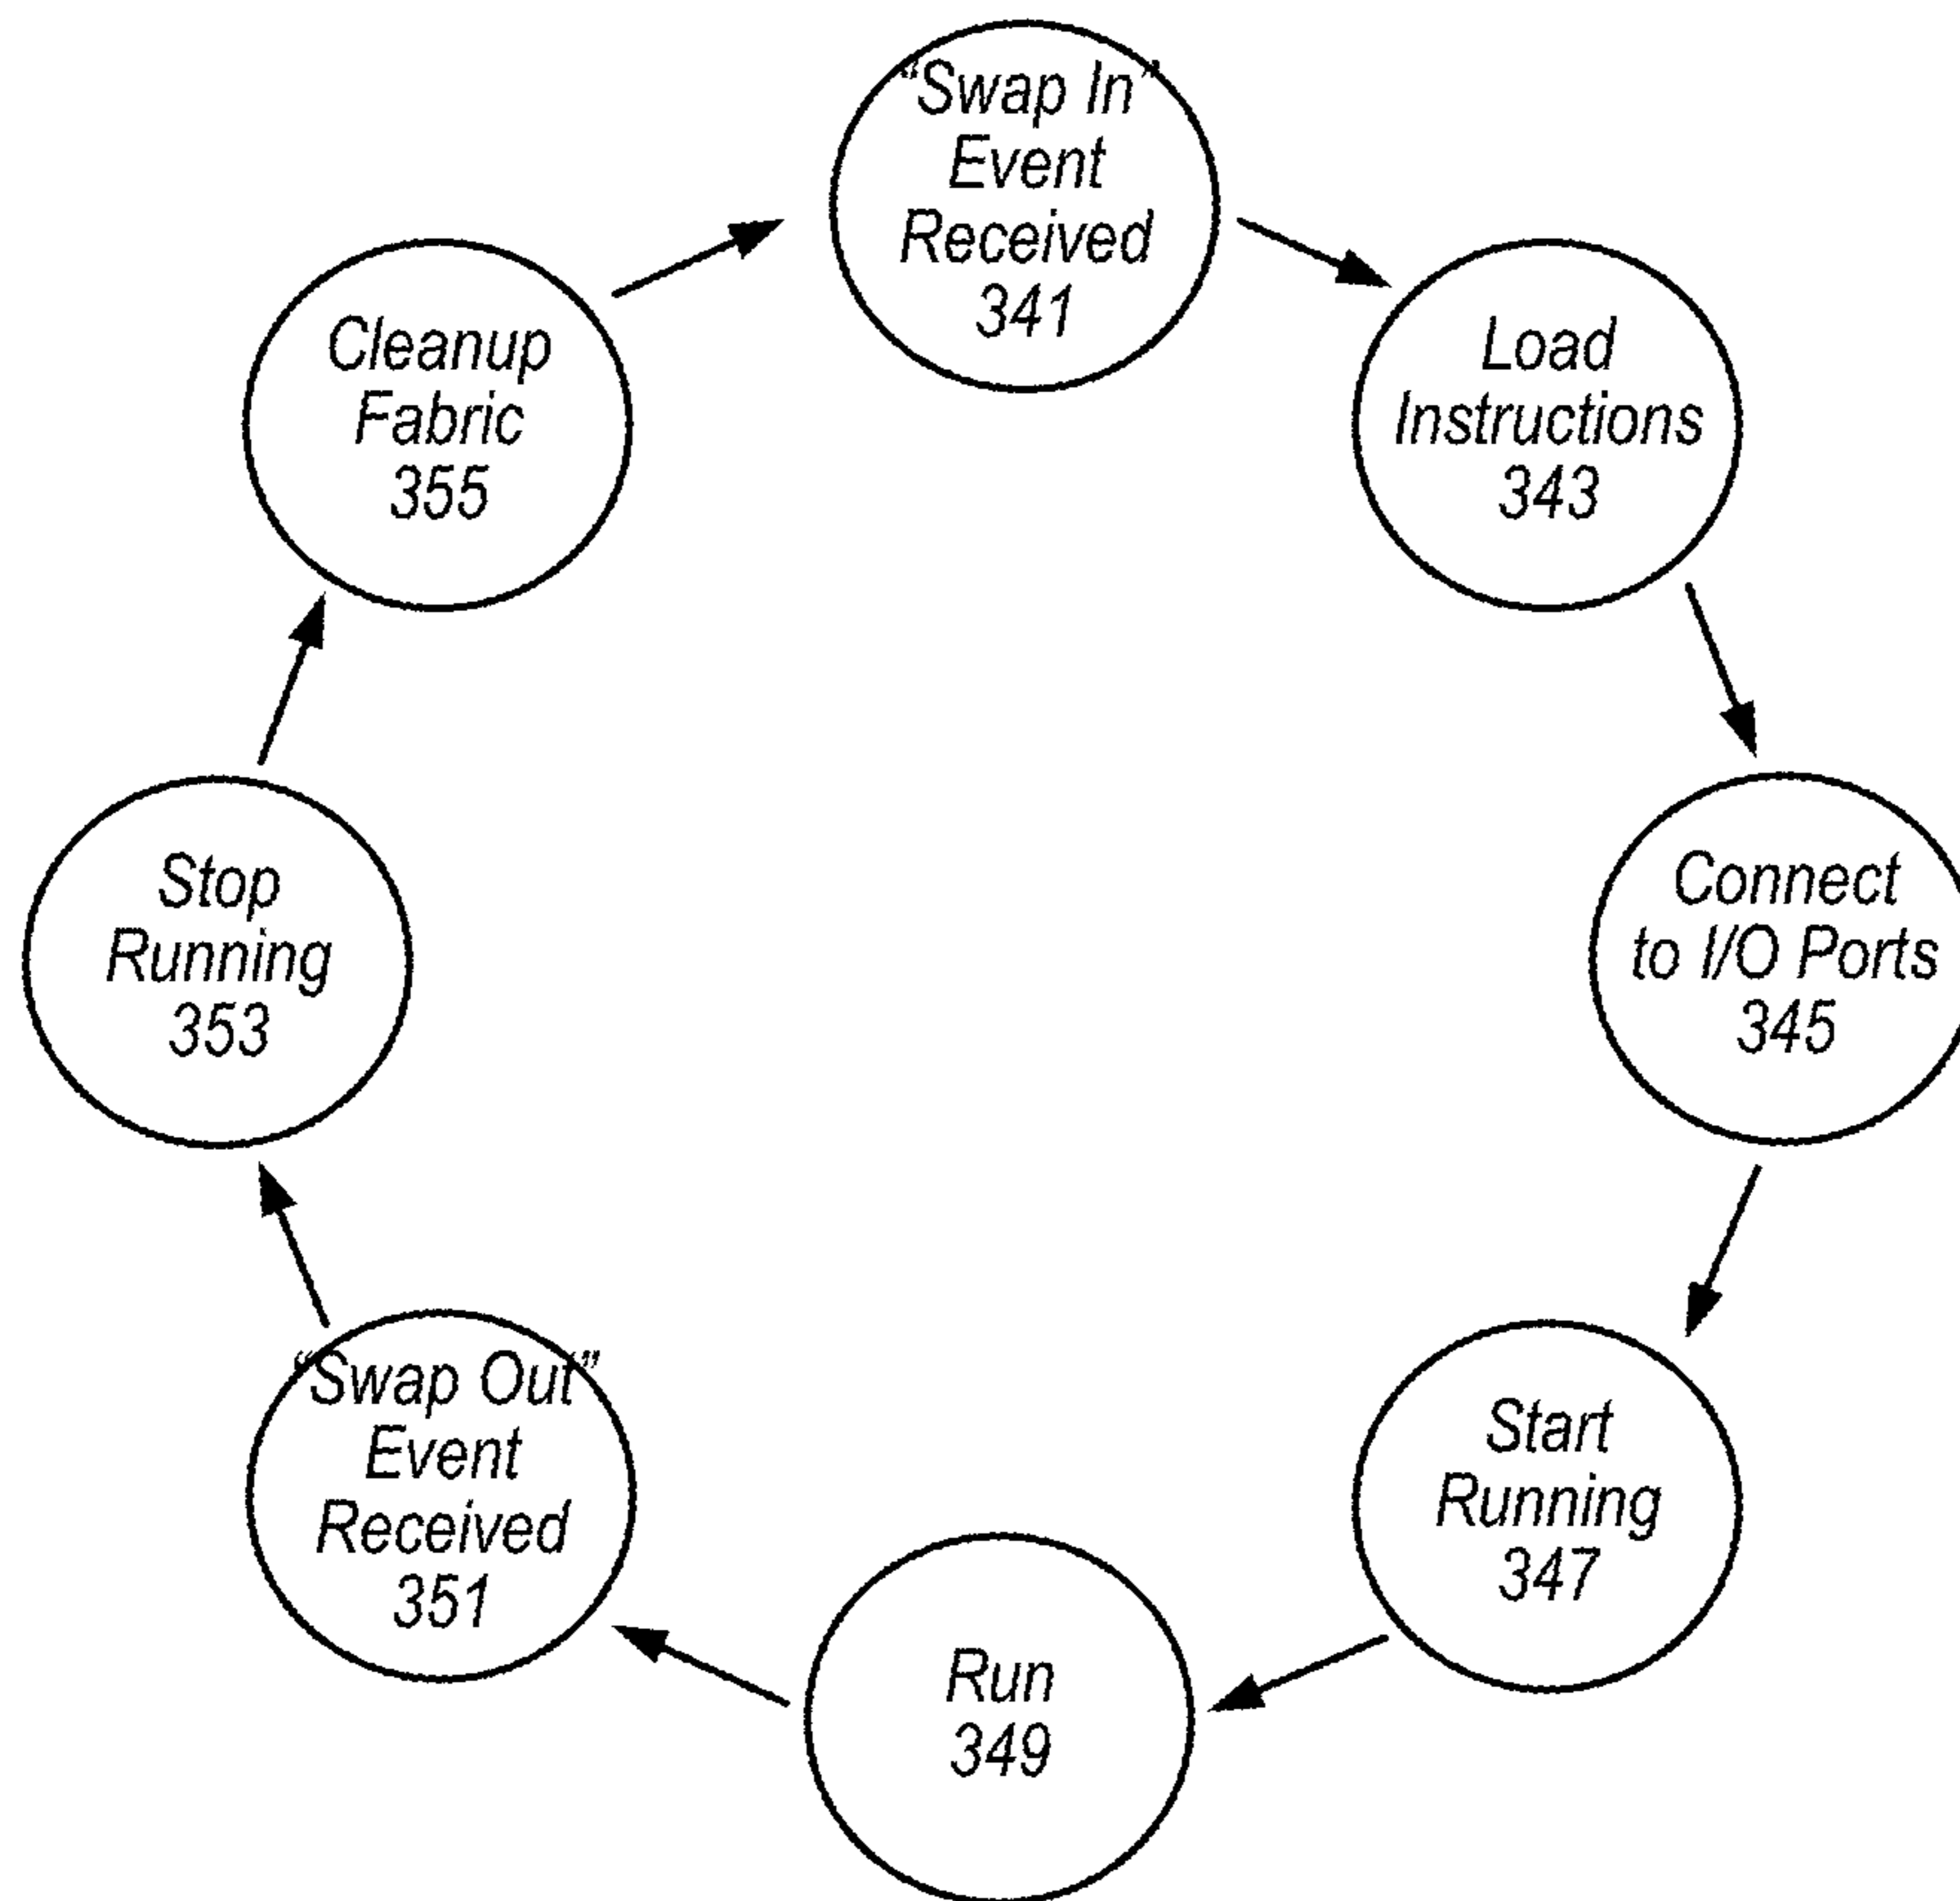 “Swap In”
Event
Received
341
Load
Instructions
343
Connect
to I/O Ports
345
Start
Running
347
Run
349
“Swap Out”
Event
Received
351
Stop
Running
353
Cleanup
Fabric
355